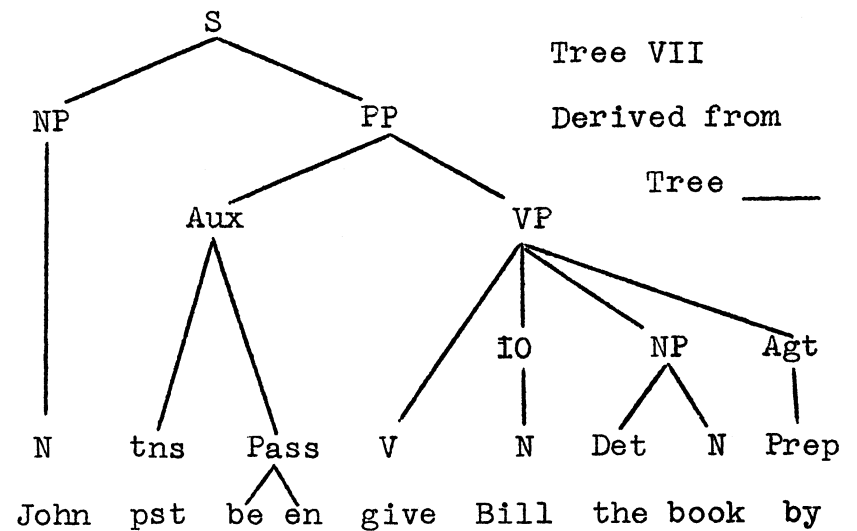 S
Tree VII
NP PP Derived from
Tree ____
Aux VP
IO NP Agt
N tns Pass V N Det N Prep
John pst be en give Bill the book by